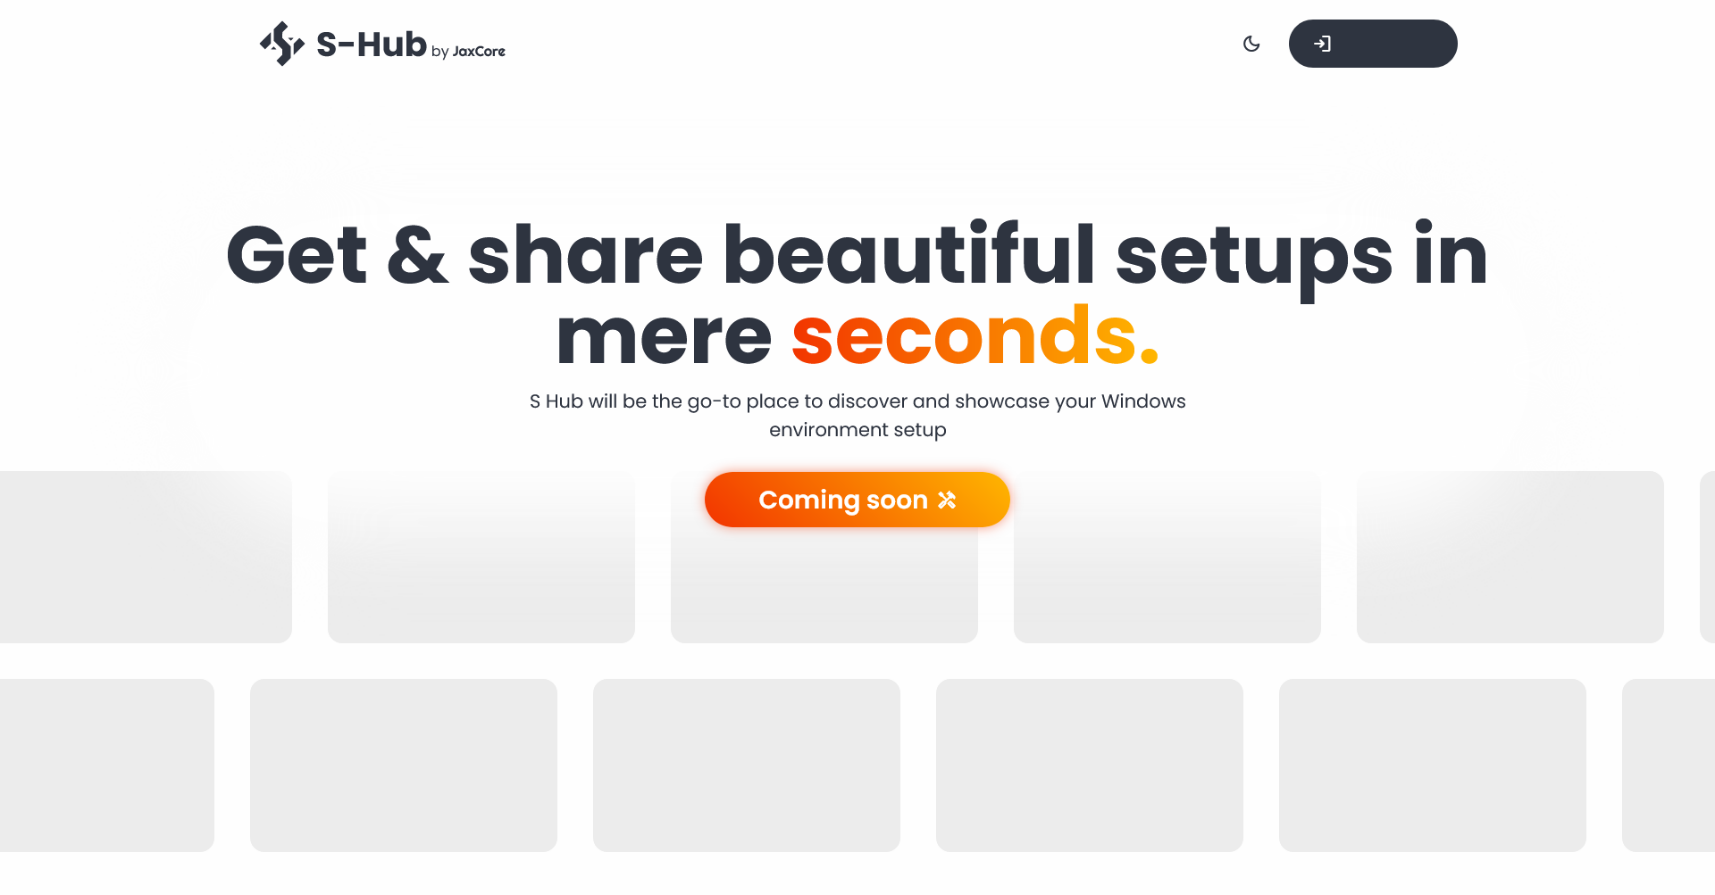 S-Hub by JaxCore
Get & share beautiful setups in
mere seconds.
S Hub will be the go-to place to discover and showcase your Windows
environment setup
Coming soon